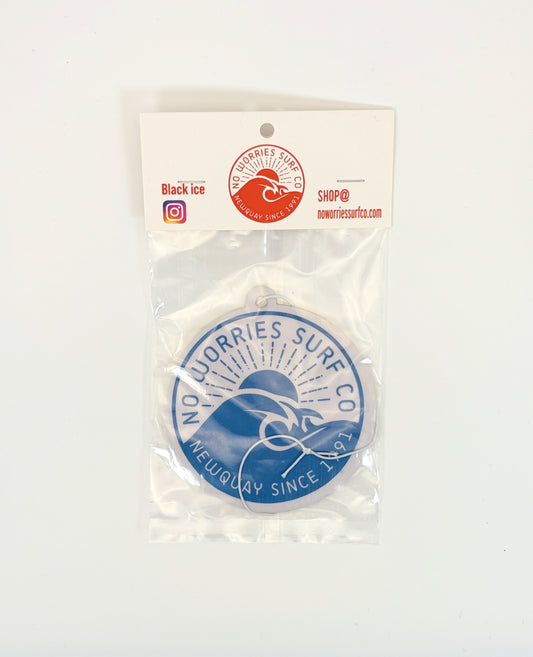 NO WORRIES SURF CO
NEWQUAY SINCE 1991
Black ice
SHOP@
noworriessurfco.com
NO WORRIES SURF CO
NEWQUAY SINCE 1991